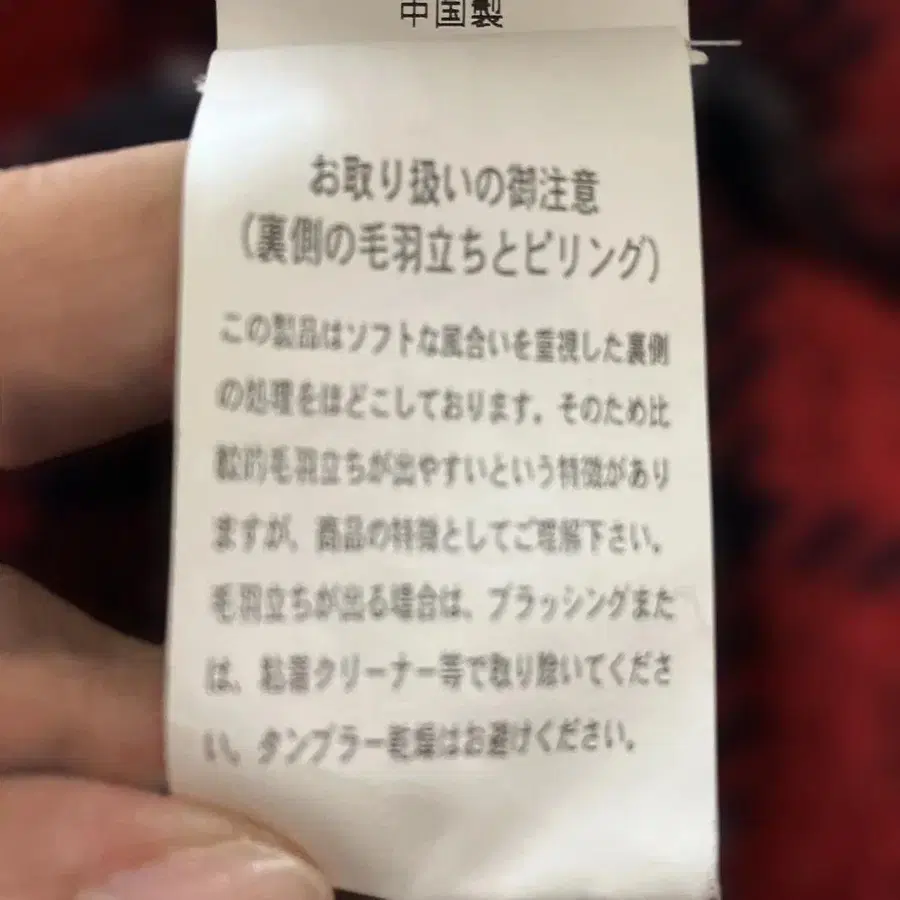 中国製
お取り扱いの御注意
(裏側の毛羽立ちとピリング)
この製品はソフトな風合いを重視した裏側
の処理をほどこしております。そのため比
較的毛羽立ちが出やすいという特徴があり
ますが、商品の特徴としてご理解下さい。
毛羽立ちが出る場合は、ブラッシングまた
は、粘着クリーナー等で取り除いてくださ
い。タンブラー乾燥はお避けください。